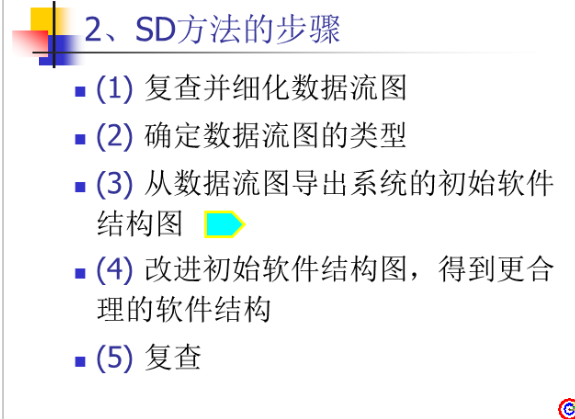 2、SD方法的步骤
(1) 复查并细化数据流图
(2) 确定数据流图的类型
(3) 从数据流图导出系统的初始软件
结构图
(4) 改进初始软件结构图，得到更合
理的软件结构
(5) 复查